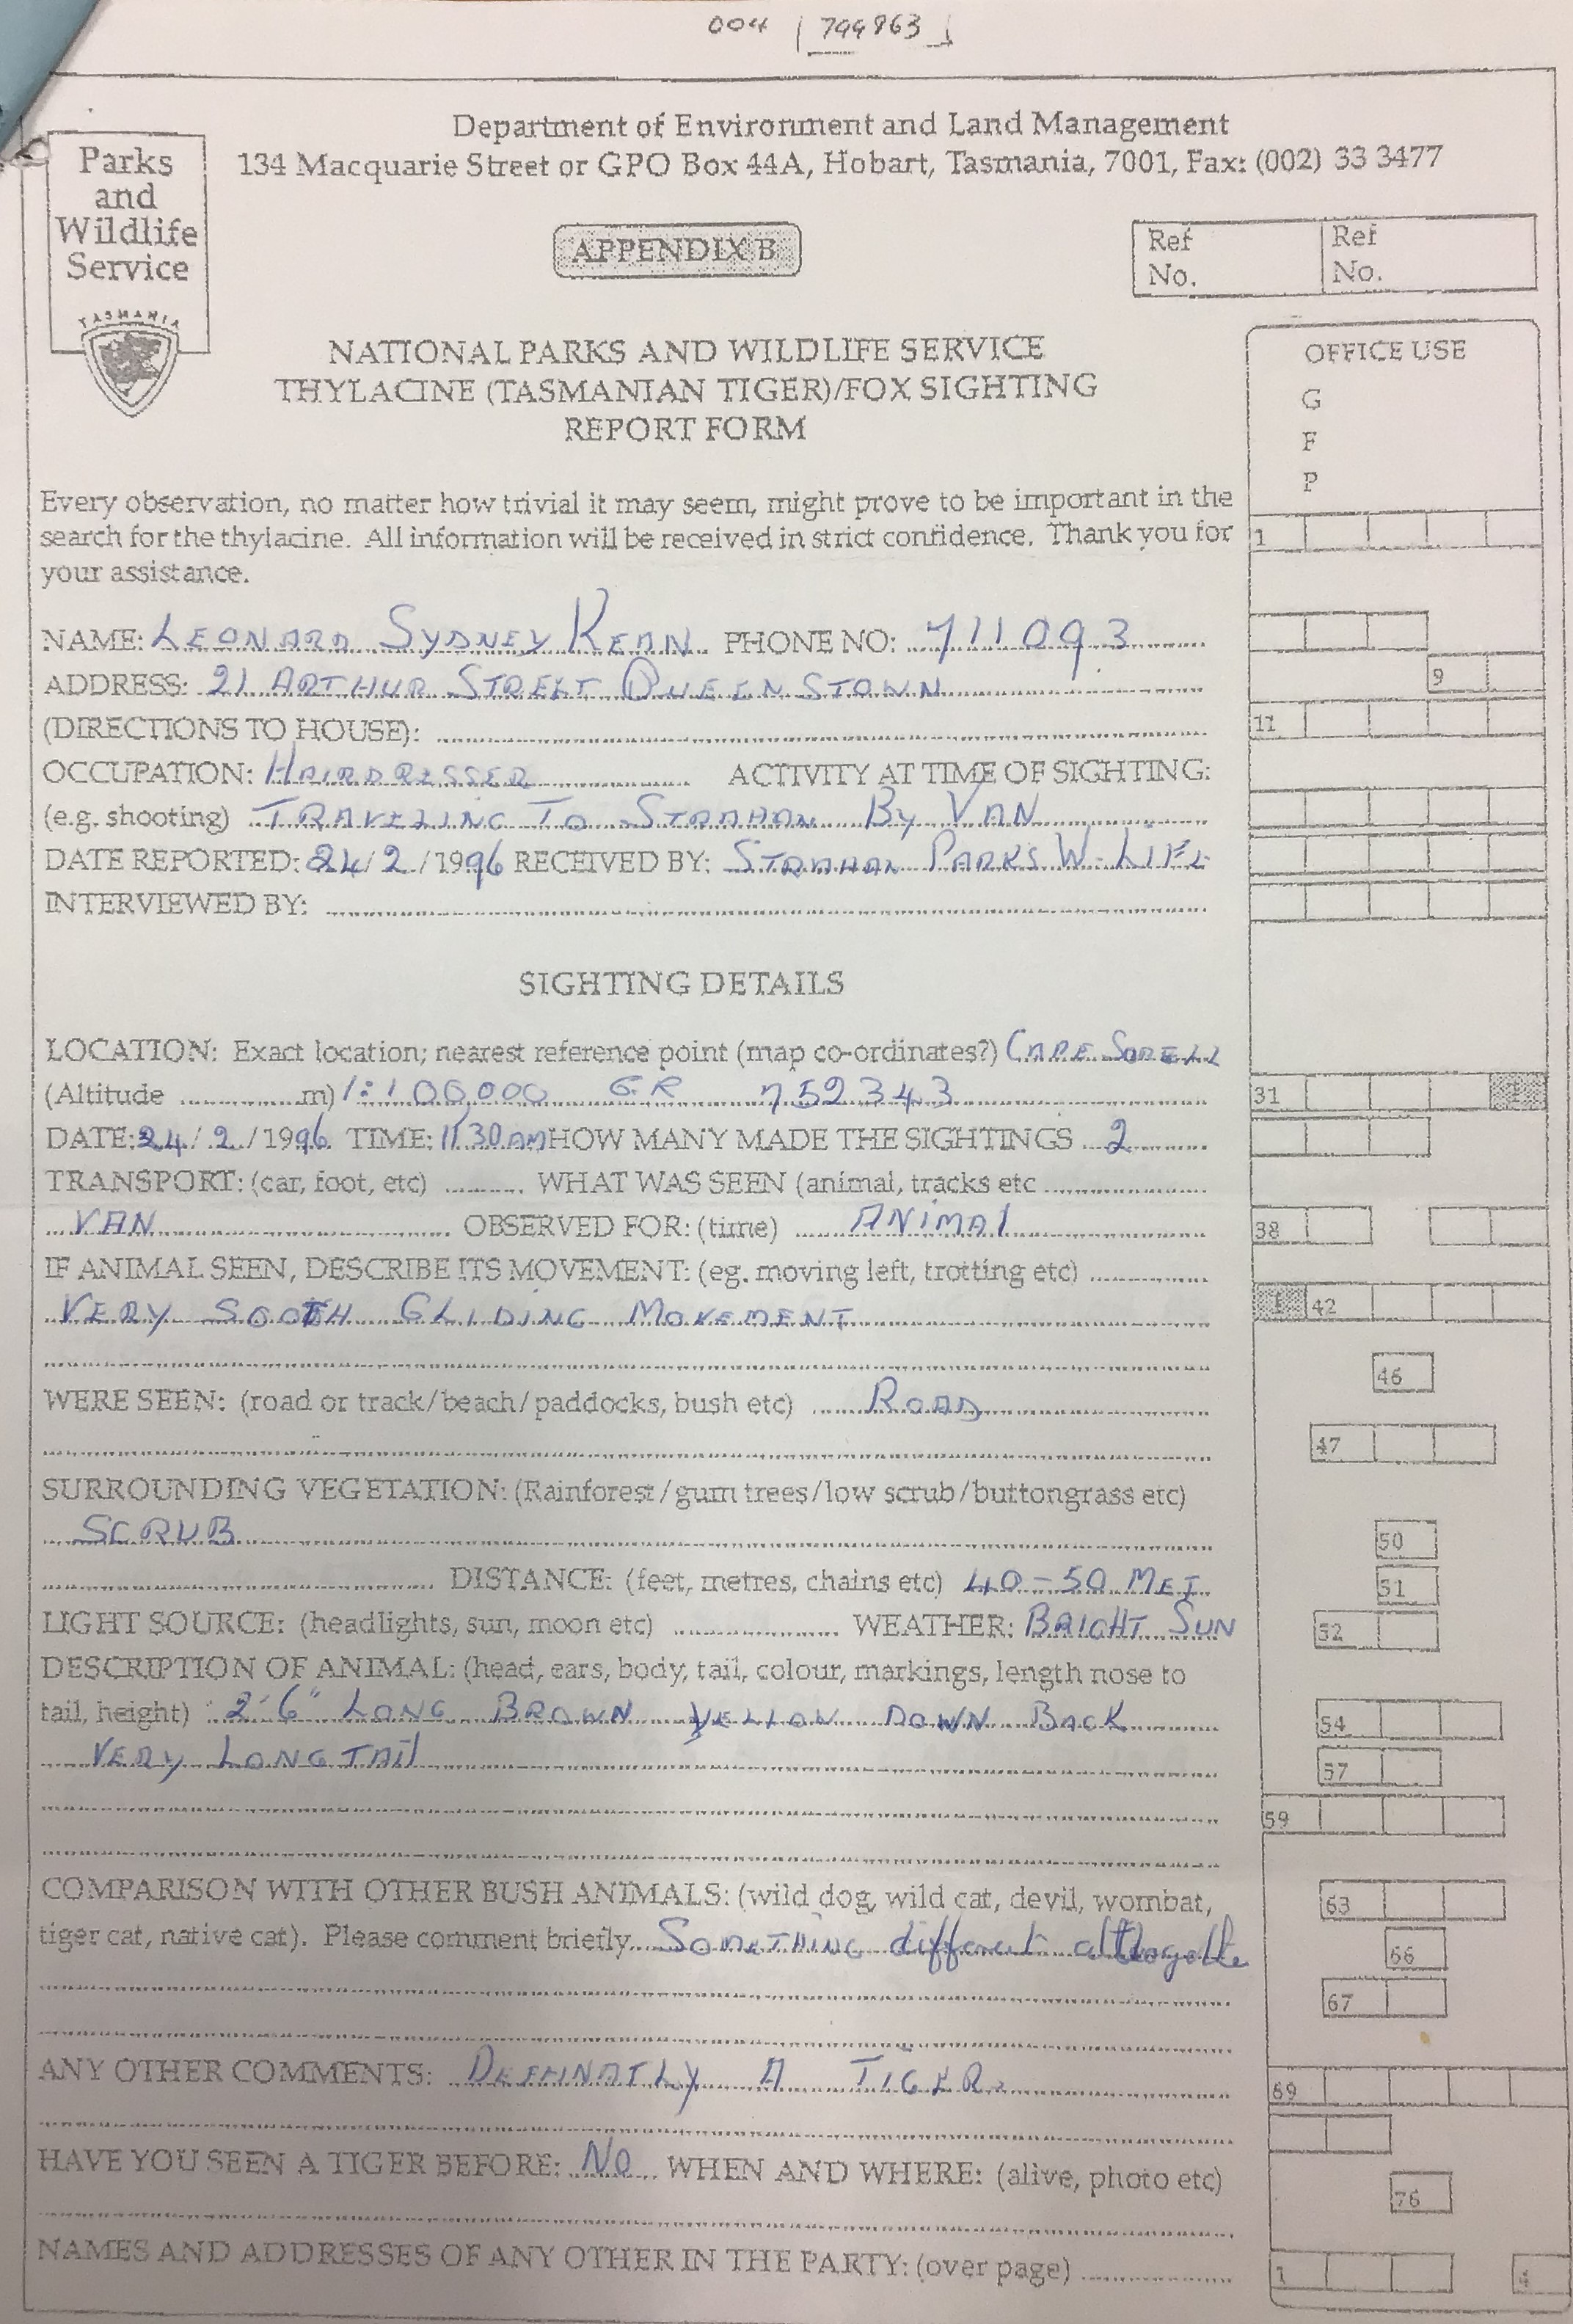 004 | 799863
Department of Environment and Land Management
134 Macquarie Street or GPO Box 44A, Hobart, Tasmania, 7001, Fax: (002) 33 3477
Parks
and
Wildlife
Service
TASMANIA
APPENDIX B
Ref No. Ref No.
NATIONAL PARKS AND WILDLIFE SERVICE
THYLACINE (TASMANIAN TIGER)/FOX SIGHTING
REPORT FORM
OFFICE USE
G
F
P
Every observation, no matter how trivial it may seem, might prove to be important in the
search for the thylacine. All information will be received in strict confidence. Thank you for
your assistance.
1
NAME: LEONARD SYDNEY KEAN PHONE NO: 711093
ADDRESS: 21 ARTHUR STREET QUEENSTOWN
9
(DIRECTIONS TO HOUSE):
11
OCCUPATION: HAIRDRESSER ACTIVITY AT TIME OF SIGHTING:
(e.g. shooting) TRAVELING TO STRAHAN By VAN
DATE REPORTED: 24/2/1996 RECEIVED BY: STRAHAN PARKS W-LIFE
INTERVIEWED BY:
SIGHTING DETAILS
LOCATION: Exact location; nearest reference point (map co-ordinates?) CAPE SORELL
(Altitude m) 1:100,000 GR 752343
31 I
DATE: 24/2/1996 TIME: 11.30 AM HOW MANY MADE THE SIGHTINGS 2
TRANSPORT: (car, foot, etc) WHAT WAS SEEN (animal, tracks etc
VAN OBSERVED FOR: (time) ANIMAl
38
IF ANIMAL SEEN, DESCRIBE ITS MOVEMENT: (eg. moving left, trotting etc)
VERY SOOTH GLIDING MOVEMENT
1 42
46
WERE SEEN: (road or track/beach/paddocks, bush etc) ROAD
47
SURROUNDING VEGETATION: (Rainforest/gum trees/low scrub/buttongrass etc)
SCRUB
50
DISTANCE: (feet, metres, chains etc) 40-50 MET
51
LIGHT SOURCE: (headlights, sun, moon etc) WEATHER: BRIGHT SUN
52
DESCRIPTION OF ANIMAL: (head, ears, body, tail, colour, markings, length nose to
tail, height) 2'6" LONG BROWN YELLOW DOWN BACK
54
VERY LONG TAIl
57
59
COMPARISON WITH OTHER BUSH ANIMALS: (wild dog, wild cat, devil, wombat,
63
tiger cat, native cat). Please comment briefly SOMETHING different
66
67
ANY OTHER COMMENTS: DEFINATLY A TIGER.
69
HAVE YOU SEEN A TIGER BEFORE: NO WHEN AND WHERE: (alive, photo etc)
76
NAMES AND ADDRESSES OF ANY OTHER IN THE PARTY: (over page)
1 4